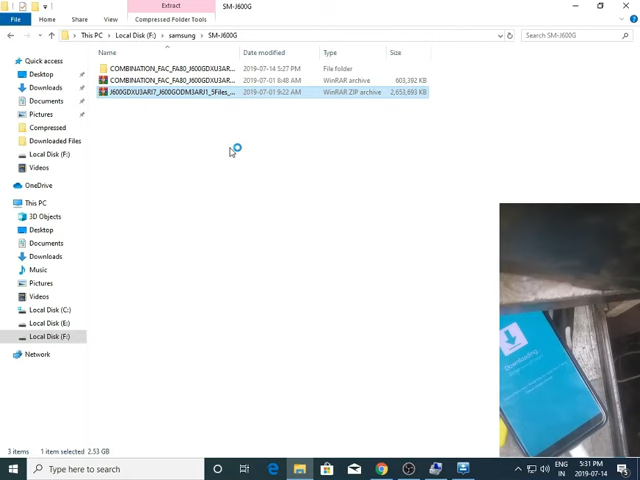 Extract
SM-J600G
File
Home
Share
View
Compressed Folder Tools
This PC
Local Disk (F:)
samsung
SM-J600G
Search SM-J600G
Name
Date modified
Type
Size
COMBINATION_FAC_FA80_J600GDXU3AR...
2019-07-14 5:27 PM
File folder
COMBINATION_FAC_FA80_J600GDXU3AR...
2019-07-01 8:48 AM
WinRAR archive
603,392 KB
J600GDXU3ARI7_J600GODM3ARJ1_5Files_...
2019-07-01 9:22 AM
WinRAR ZIP archive
2,653,693 KB
Quick access
Desktop
Downloads
Documents
Pictures
Compressed
Downloaded Files
Local Disk (F:)
Videos
OneDrive
This PC
3D Objects
Desktop
Documents
Downloads
Music
Pictures
Videos
Local Disk (C:)
Local Disk (E:)
Local Disk (F:)
Network
Downloading...
3 items
1 item selected 2.53 GB
Type here to search
ENG
IN
5:31 PM
2019-07-14
5